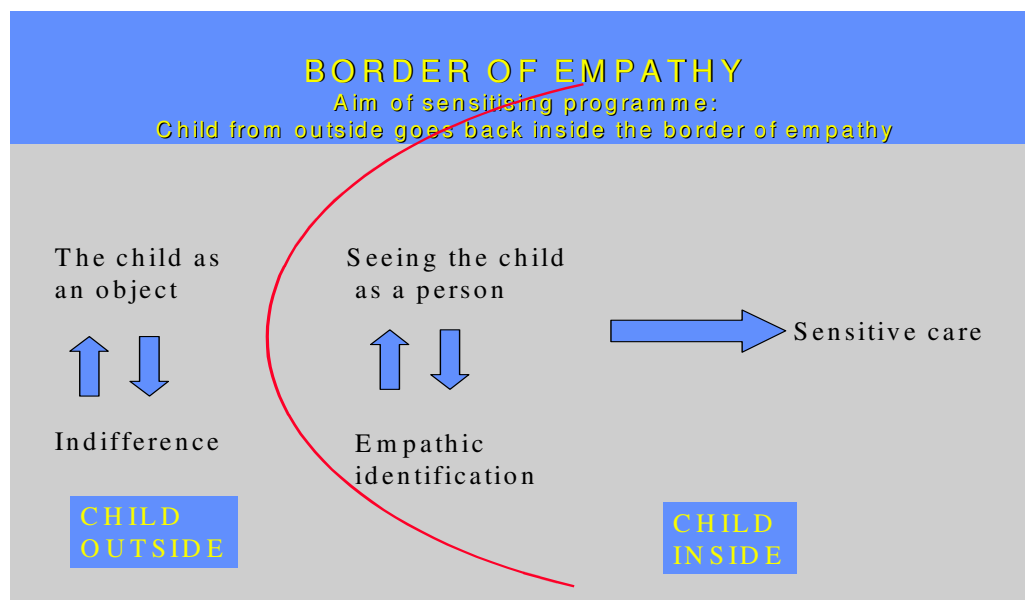 BORDER OF EMPATHY
Aim of sensitising programme:
Child from outside goes back inside the border of empathy
The child as
an object
Indifference
CHILD
OUTSIDE
Seeing the child
as a person
Empathic
identification
Sensitive care
CHILD
INSIDE